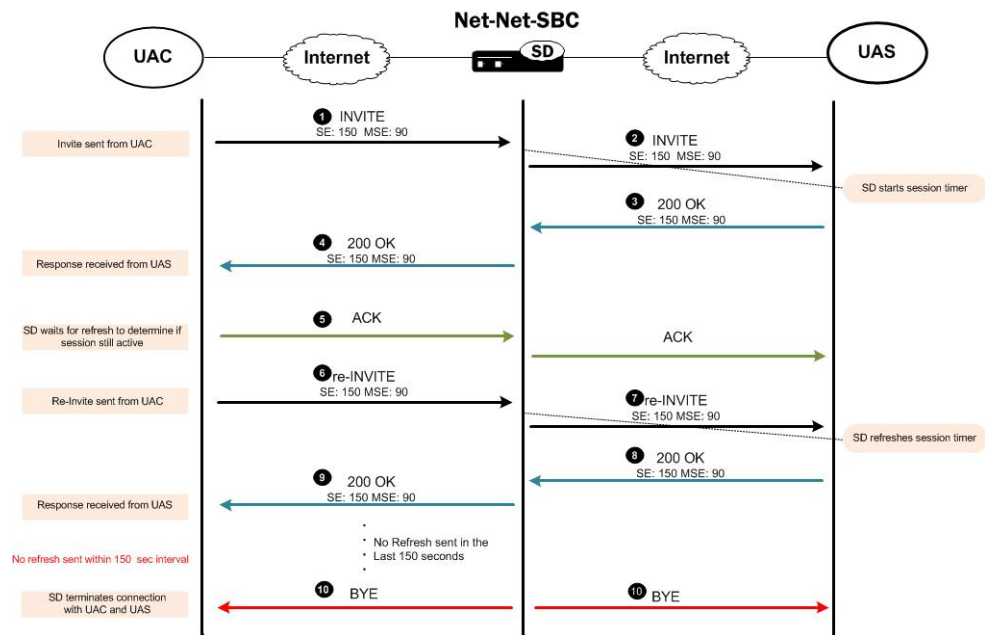 Net-Net-SBC
UAC
Internet
SD
Internet
UAS
Invite sent from UAC
1 INVITE
SE: 150 MSE: 90
2 INVITE
SE: 150 MSE: 90
SD starts session timer
3 200 OK
SE: 150 MSE: 90
Response received from UAS
4 200 OK
SE: 150 MSE: 90
SD waits for refresh to determine if
session still active
5 ACK
ACK
Re-Invite sent from UAC
6 re-INVITE
SE: 150 MSE: 90
7 re-INVITE
SE: 150 MSE: 90
SD refreshes session timer
8 200 OK
SE: 150 MSE: 90
Response received from UAS
9 200 OK
SE: 150 MSE: 90
No refresh sent within 150 sec interval
No Refresh sent in the
Last 150 seconds
SD terminates connection
with UAC and UAS
10 BYE
10 BYE